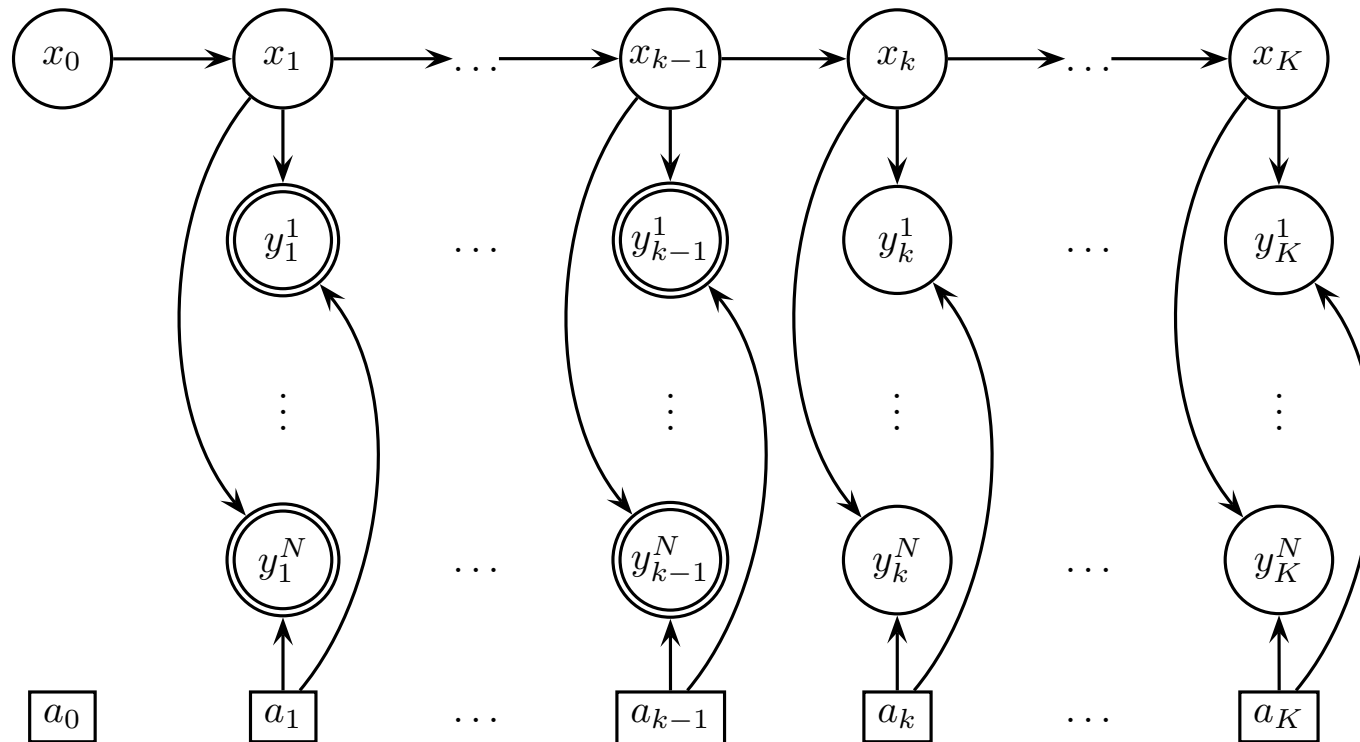 x_0 x_1 … x_{k−1} x_k … x_K
y_1^1 … y_{k−1}^1 y_k^1 … y_K^1
⋮ ⋮ ⋮ ⋮
y_1^N … y_{k−1}^N y_k^N … y_K^N
a_0 a_1 … a_{k−1} a_k … a_K